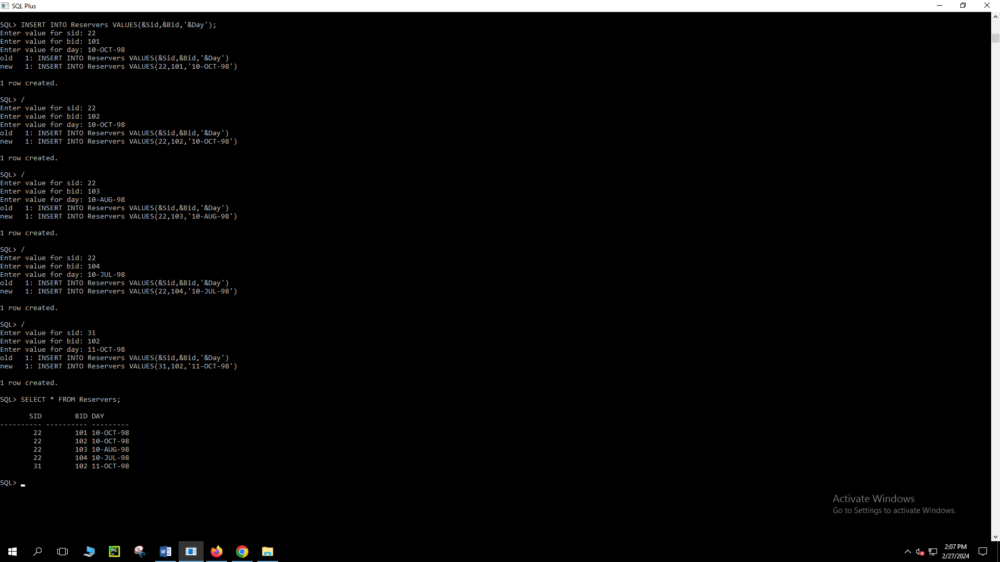 SQL Plus
SQL> INSERT INTO Reservers VALUES(&Sid,&Bid,'&Day');
Enter value for sid: 22
Enter value for bid: 101
Enter value for day: 10-OCT-98
old   1: INSERT INTO Reservers VALUES(&Sid,&Bid,'&Day')
new   1: INSERT INTO Reservers VALUES(22,101,'10-OCT-98')
1 row created.
SQL> /
Enter value for sid: 22
Enter value for bid: 102
Enter value for day: 10-OCT-98
old   1: INSERT INTO Reservers VALUES(&Sid,&Bid,'&Day')
new   1: INSERT INTO Reservers VALUES(22,102,'10-OCT-98')
1 row created.
SQL> /
Enter value for sid: 22
Enter value for bid: 103
Enter value for day: 10-AUG-98
old   1: INSERT INTO Reservers VALUES(&Sid,&Bid,'&Day')
new   1: INSERT INTO Reservers VALUES(22,103,'10-AUG-98')
1 row created.
SQL> /
Enter value for sid: 22
Enter value for bid: 104
Enter value for day: 10-JUL-98
old   1: INSERT INTO Reservers VALUES(&Sid,&Bid,'&Day')
new   1: INSERT INTO Reservers VALUES(22,104,'10-JUL-98')
1 row created.
SQL> /
Enter value for sid: 31
Enter value for bid: 102
Enter value for day: 11-OCT-98
old   1: INSERT INTO Reservers VALUES(&Sid,&Bid,'&Day')
new   1: INSERT INTO Reservers VALUES(31,102,'11-OCT-98')
1 row created.
SQL> SELECT * FROM Reservers;
       SID        BID DAY
---------- ---------- ---------
        22        101 10-OCT-98
        22        102 10-OCT-98
        22        103 10-AUG-98
        22        104 10-JUL-98
        31        102 11-OCT-98
SQL>
Activate Windows
Go to Settings to activate Windows.
PC
W
2:07 PM
2/27/2024